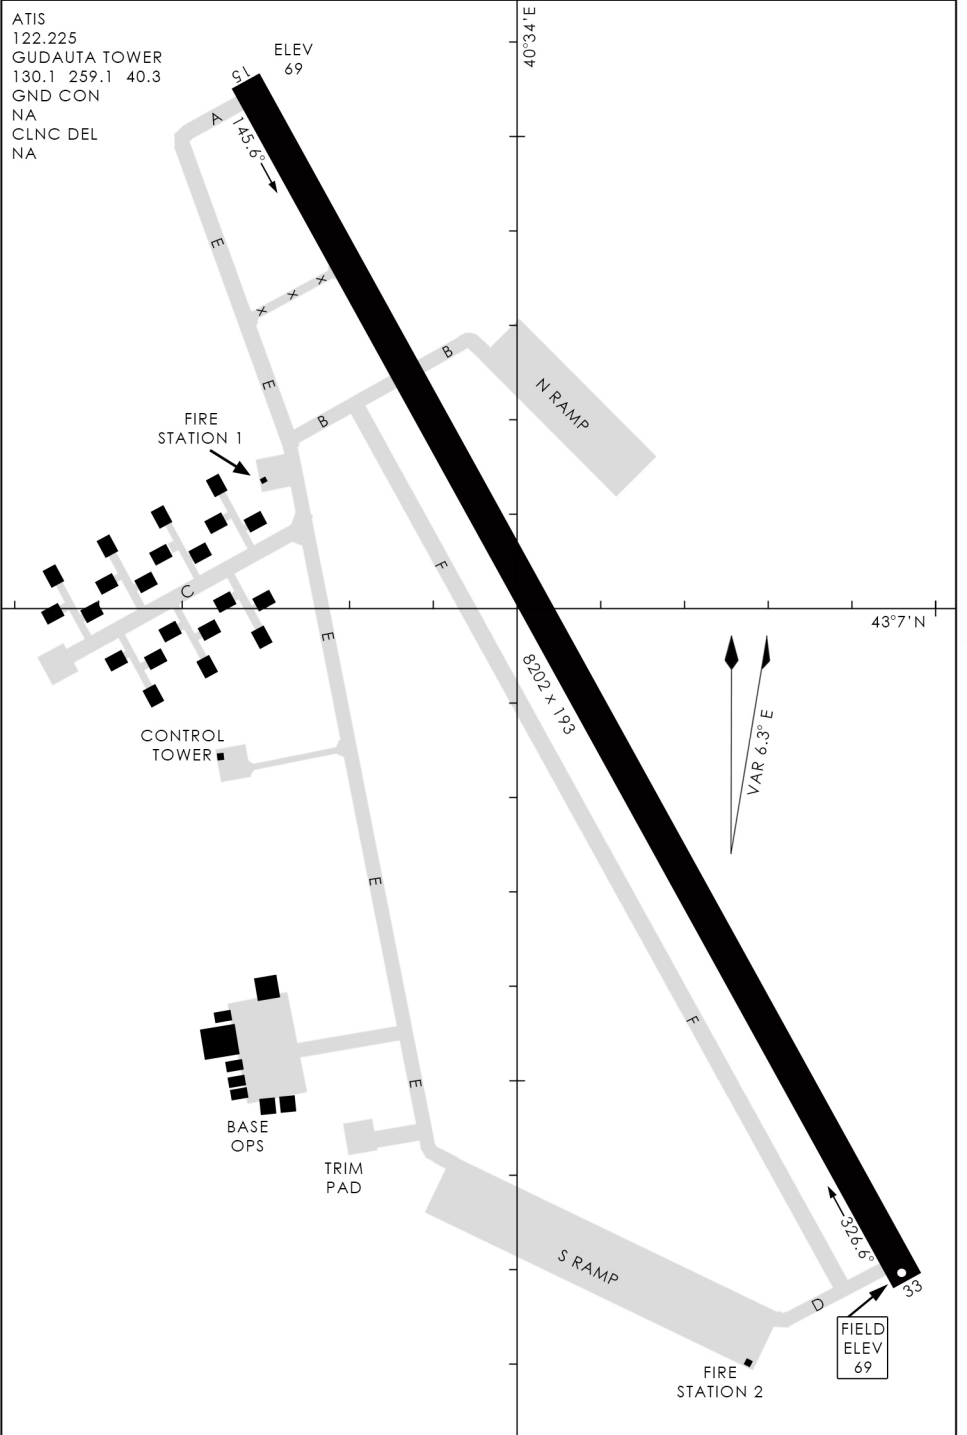 ATIS
122.225
GUDAUTA TOWER
130.1 259.1 40.3
GND CON
NA
CLNC DEL
NA
40°34'E
ELEV
69
15
A
145.6°
E
X X X
B
E
N RAMP
B
FIRE
STATION 1
F
C
43°7'N
E
8202 x 193
VAR 6.3° E
CONTROL
TOWER
E
F
E
BASE
OPS
TRIM
PAD
326.6°
S RAMP
33
D
FIELD
ELEV
69
FIRE
STATION 2